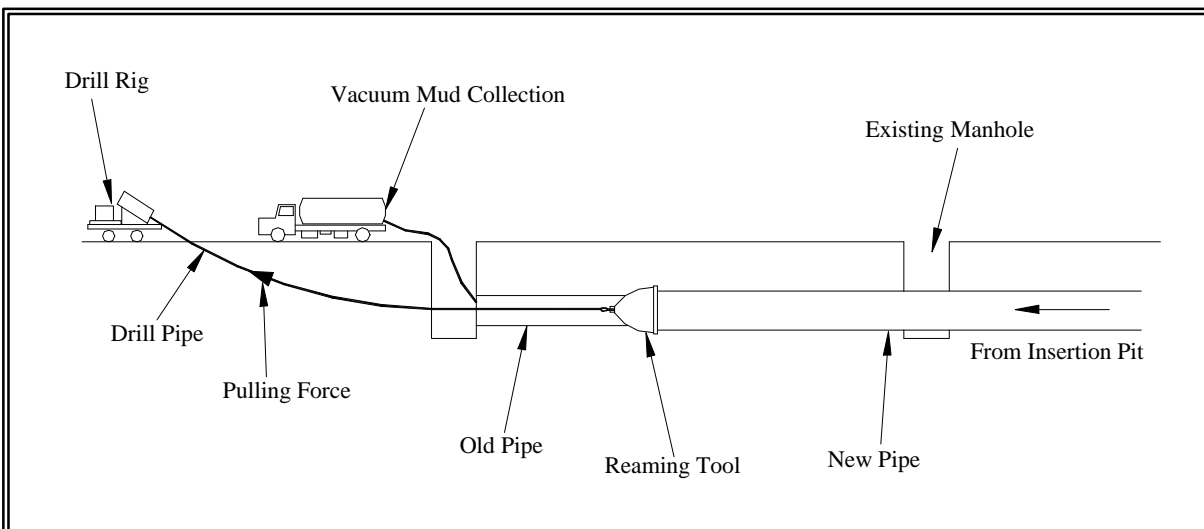 Drill Rig
Vacuum Mud Collection
Existing Manhole
Drill Pipe
Pulling Force
From Insertion Pit
Old Pipe
Reaming Tool
New Pipe